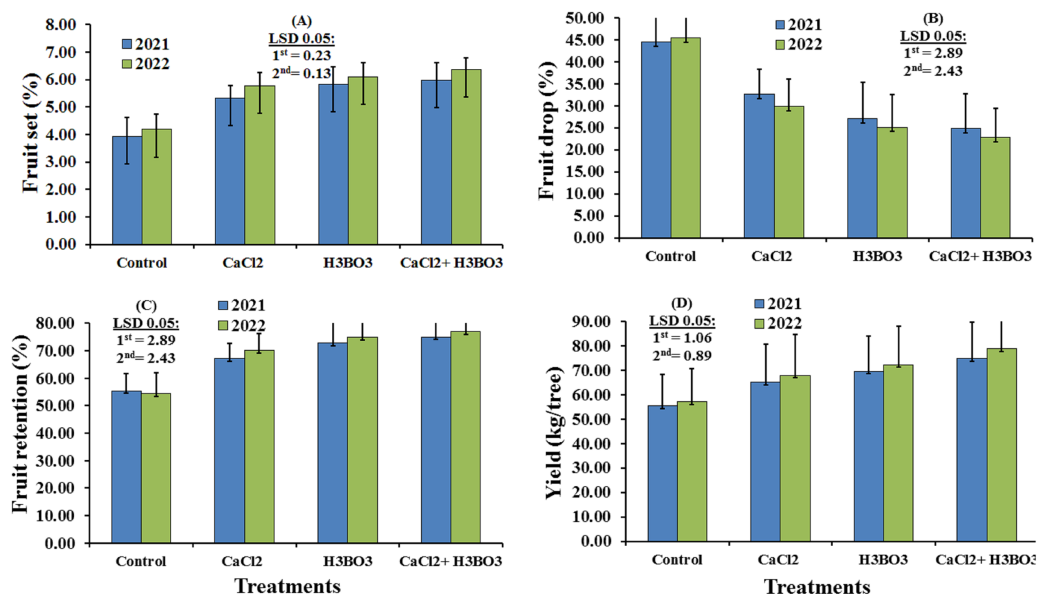 (A)
LSD 0.05:
1st = 0.23
2nd = 0.13
2021
2022
Fruit set (%)
8.00
7.00
6.00
5.00
4.00
3.00
2.00
1.00
0.00
Control
CaCl2
H3BO3
CaCl2+ H3BO3
(B)
LSD 0.05:
1st = 2.89
2nd = 2.43
2021
2022
Fruit drop (%)
50.00
45.00
40.00
35.00
30.00
25.00
20.00
15.00
10.00
5.00
0.00
Control
CaCl2
H3BO3
CaCl2+ H3BO3
(C)
LSD 0.05:
1st = 2.89
2nd = 2.43
2021
2022
Fruit retention (%)
80.00
70.00
60.00
50.00
40.00
30.00
20.00
10.00
0.00
Control
CaCl2
H3BO3
CaCl2+ H3BO3
Treatments
(D)
LSD 0.05:
1st = 1.06
2nd = 0.89
2021
2022
Yield (kg/tree)
90.00
80.00
70.00
60.00
50.00
40.00
30.00
20.00
10.00
0.00
Control
CaCl2
H3BO3
CaCl2+ H3BO3
Treatments